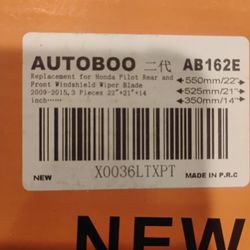 AUTOBOO 二代 AB162E
Replacement for Honda Pilot Rear and
Front Windshield Wiper Blade
2009-2015,3 Pieces 22"+21"+14
inch······
550mm/22"
525mm/21"
350mm/14"
X0036LTXPT
NEW
MADE IN P.R.C
NEW